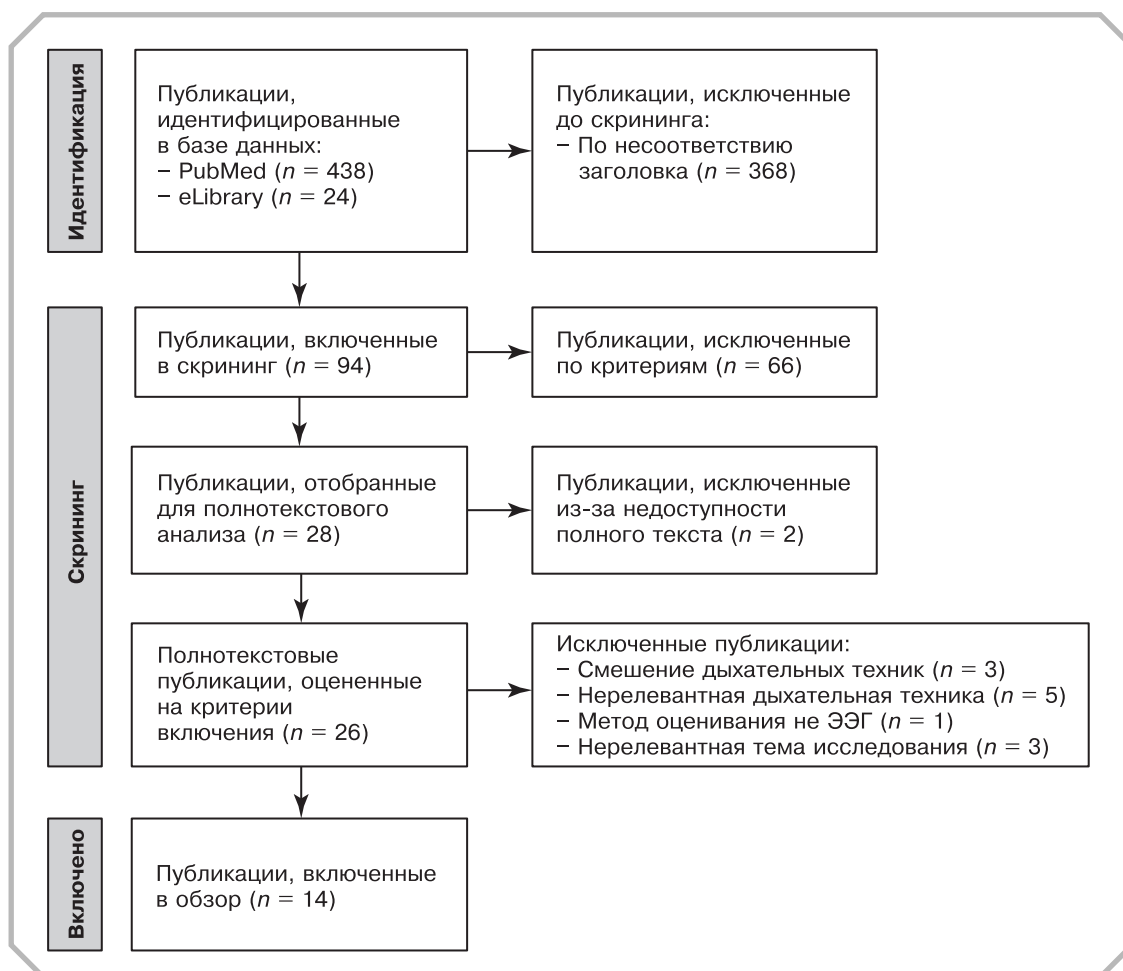 Идентификация
Публикации,
идентифицированные
в базе данных:
– PubMed (n = 438)
– eLibrary (n = 24)
Публикации, исключенные
до скрининга:
– По несоответствию
заголовка (n = 368)
Скрининг
Публикации, включенные
в скрининг (n = 94)
Публикации, исключенные
по критериям (n = 66)
Публикации, отобранные
для полнотекстового
анализа (n = 28)
Публикации, исключенные
из-за недоступности
полного текста (n = 2)
Полнотекстовые
публикации, оцененные
на критерии
включения (n = 26)
Исключенные публикации:
– Смешение дыхательных техник (n = 3)
– Нерелевантная дыхательная техника (n = 5)
– Метод оценивания не ЭЭГ (n = 1)
– Нерелевантная тема исследования (n = 3)
Включено
Публикации, включенные
в обзор (n = 14)